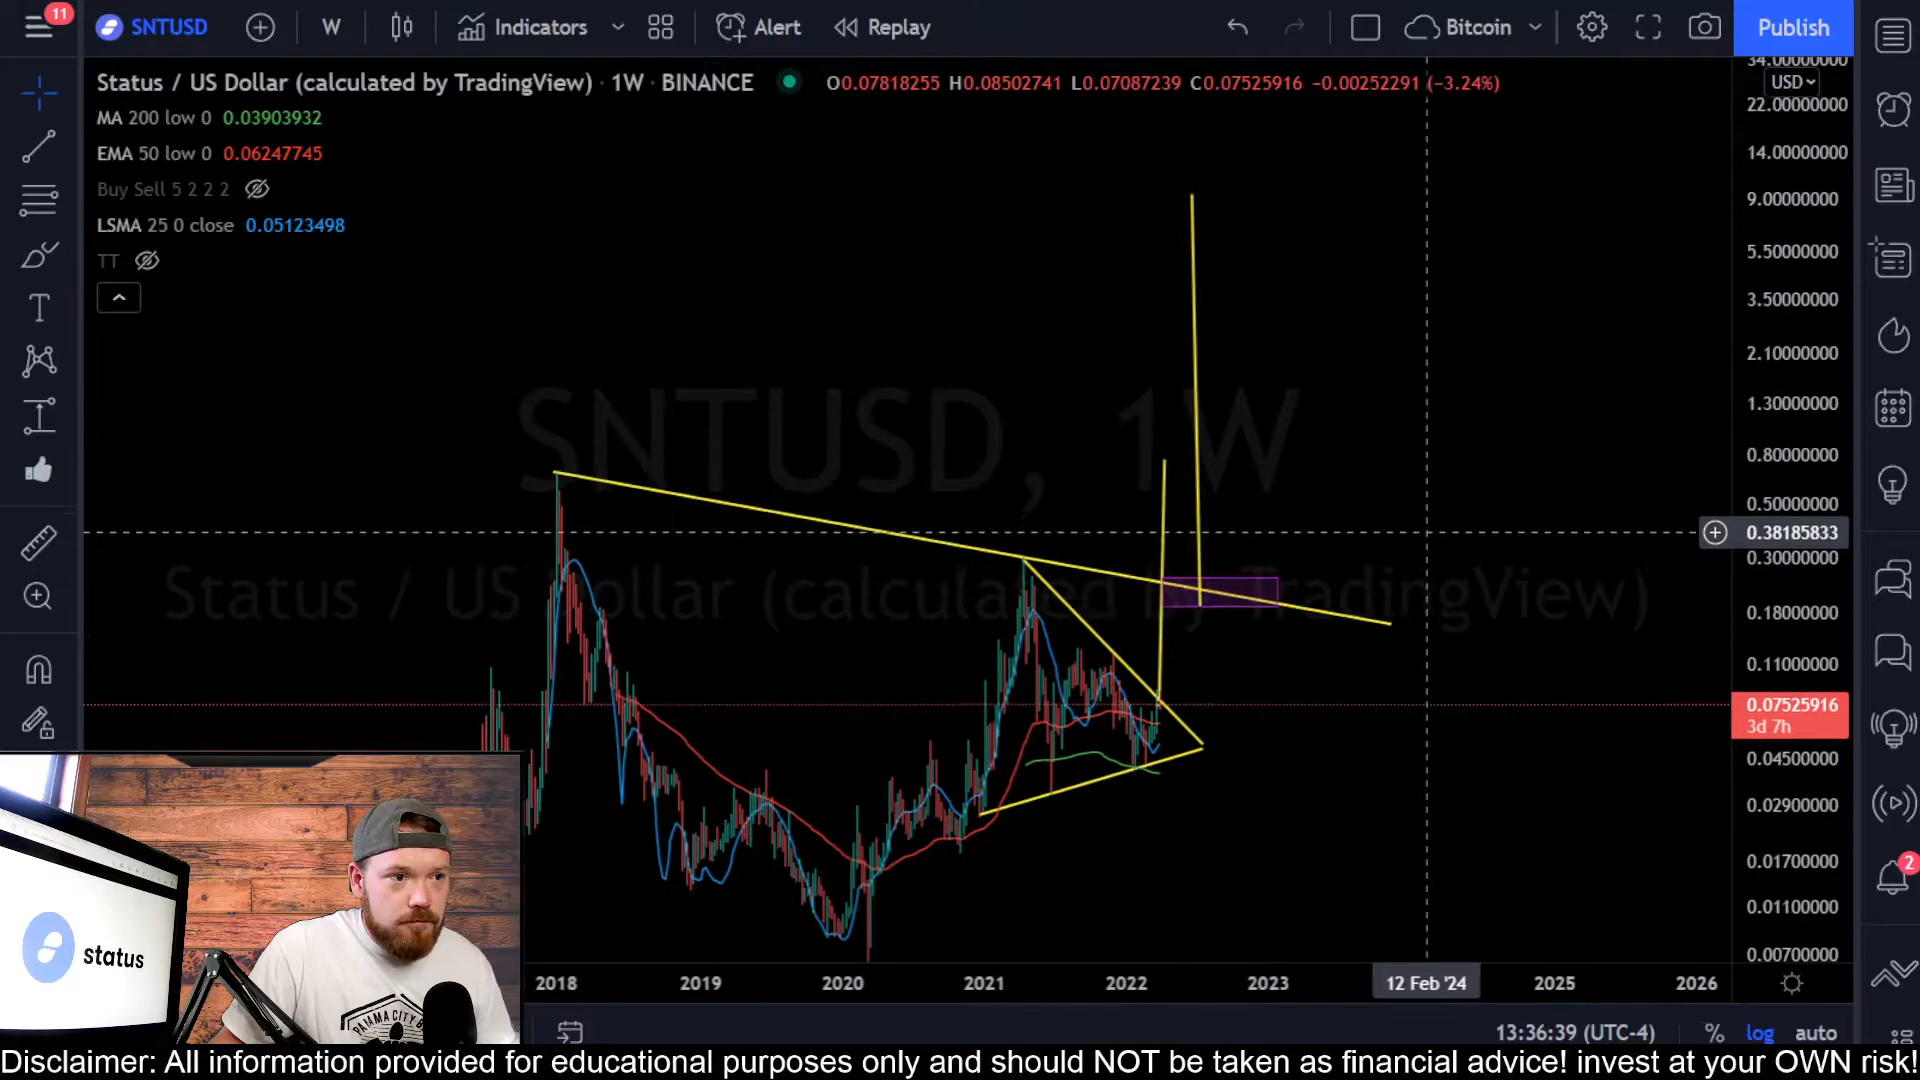 11
SNTUSD
W
Indicators
Alert
Replay
Bitcoin
Publish
Status / US Dollar (calculated by TradingView) · 1W · BINANCE
O0.07818255 H0.08502741 L0.07087239 C0.07525916 −0.00252291 (−3.24%)
MA 200 low 0 0.03903932
EMA 50 low 0 0.06247745
Buy Sell 5 2 2 2
LSMA 25 0 close 0.05123498
TT
34.00000000
USD
22.00000000
14.00000000
9.00000000
5.50000000
3.50000000
2.10000000
1.30000000
0.80000000
0.50000000
0.38185833
0.30000000
0.18000000
0.11000000
0.07525916
3d 7h
0.04500000
0.02900000
0.01700000
0.01100000
0.00700000
SNTUSD, 1W
Status / US Dollar (calculated by TradingView)
T
2
status
2018
2019
2020
2021
2022
2023
12 Feb '24
2025
2026
13:36:39 (UTC-4)
%
log
auto
Disclaimer: All information provided for educational purposes only and should NOT be taken as financial advice! invest at your OWN risk!